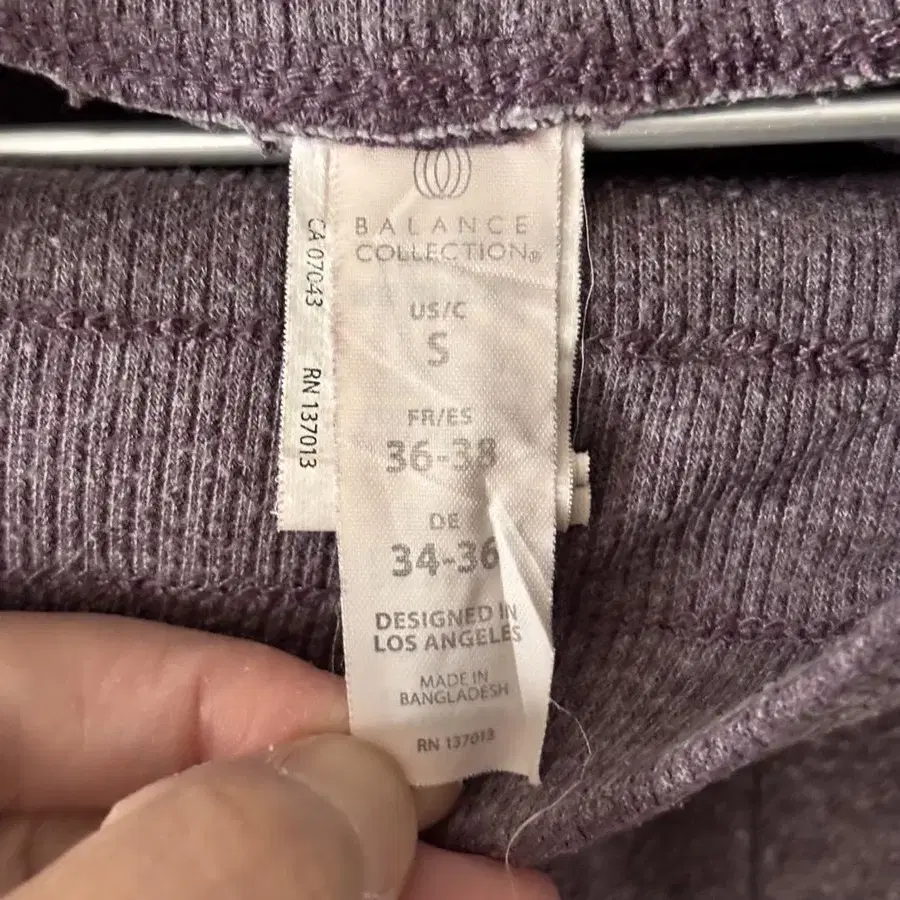 BALANCE
COLLECTION®
US/C
S
FR/ES
36-38
DE
34-36
DESIGNED IN
LOS ANGELES
MADE IN
BANGLADESH
RN 137013
CA 07043 RN 137013